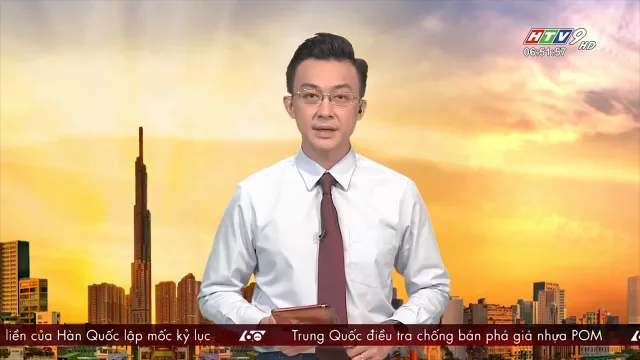 HTV9 HD
06:51:57
liền của Hàn Quốc lập mốc kỷ lục 60 Trung Quốc điều tra chống bán phá giá nhựa POM